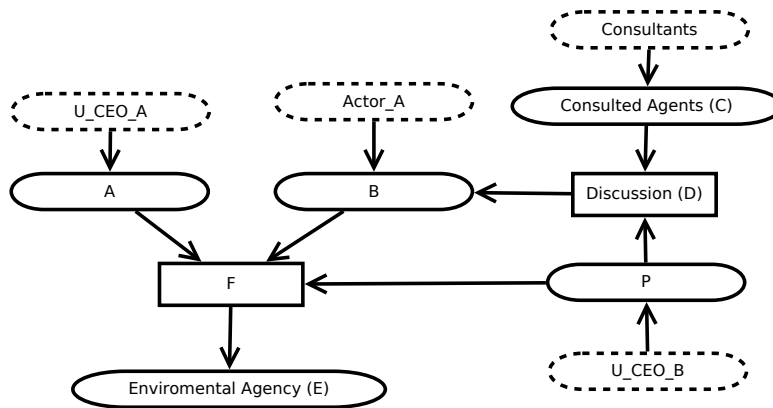 Consultants
U_CEO_A
Actor_A
Consulted Agents (C)
A
B
Discussion (D)
F
P
Enviromental Agency (E)
U_CEO_B